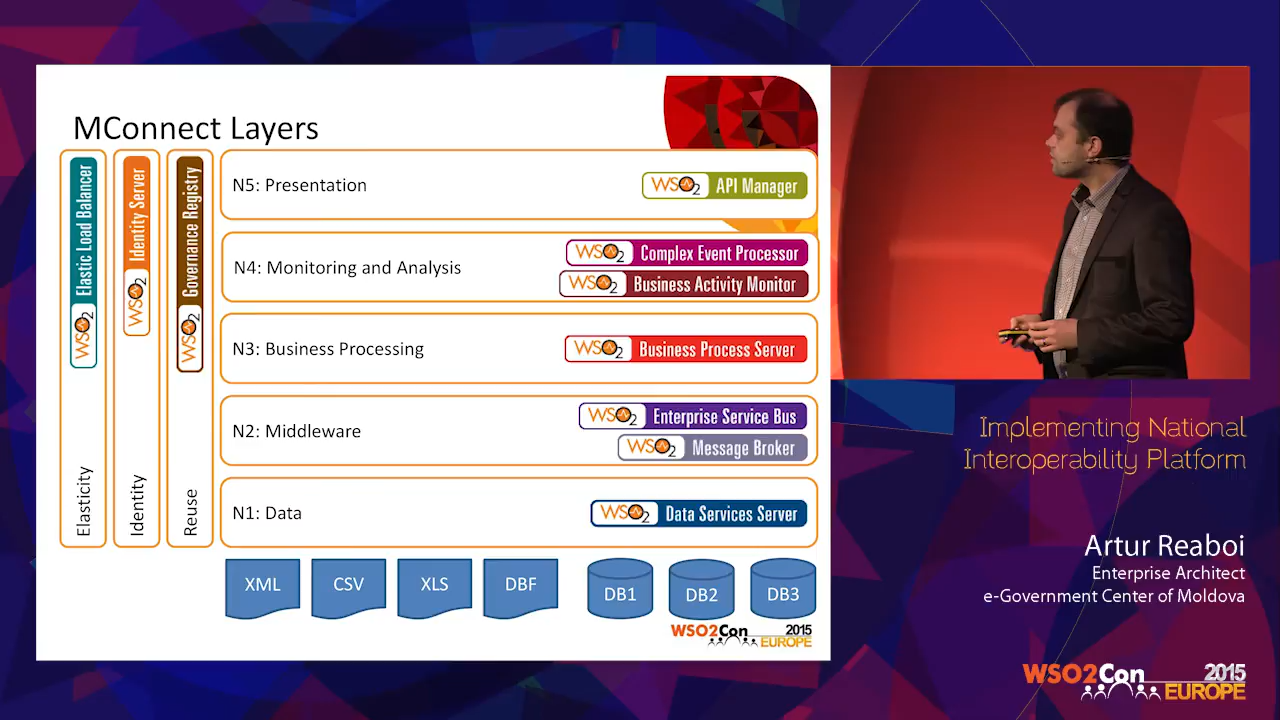 MConnect Layers
WSO2 Elastic Load Balancer
Elasticity
WSO2 Identity Server
Identity
WSO2 Governance Registry
Reuse
N5: Presentation
WSO2 API Manager
N4: Monitoring and Analysis
WSO2 Complex Event Processor
WSO2 Business Activity Monitor
N3: Business Processing
WSO2 Business Process Server
N2: Middleware
WSO2 Enterprise Service Bus
WSO2 Message Broker
N1: Data
WSO2 Data Services Server
XML
CSV
XLS
DBF
DB1
DB2
DB3
WSO2Con 2015
EUROPE
Implementing National
Interoperability Platform
Artur Reaboi
Enterprise Architect
e-Government Center of Moldova
WSO2Con 2015
EUROPE